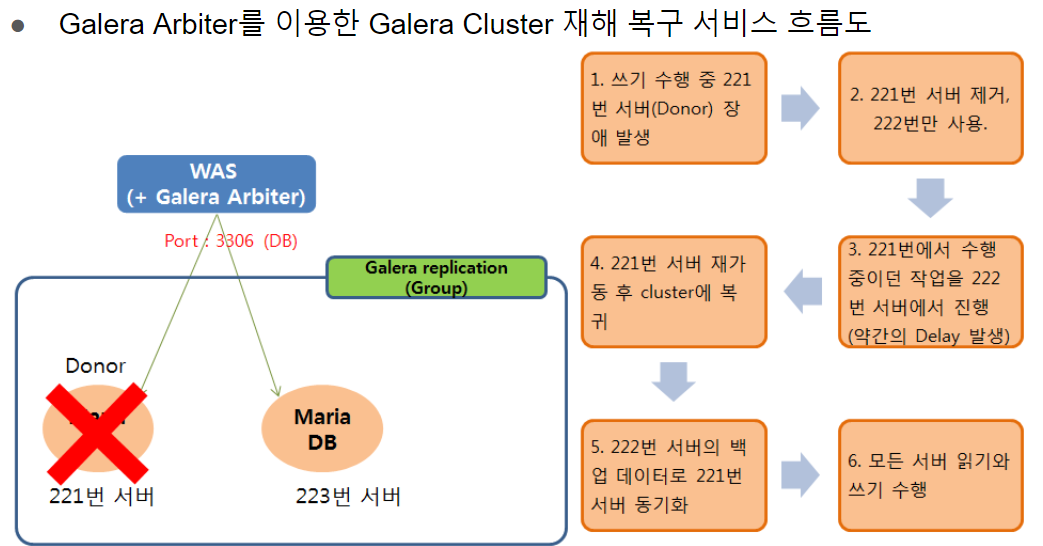 ● Galera Arbiter를 이용한 Galera Cluster 재해 복구 서비스 흐름도
WAS
(+ Galera Arbiter)
Port : 3306 (DB)
Galera replication
(Group)
Donor
221번 서버
Maria
DB
223번 서버
1. 쓰기 수행 중 221
번 서버(Donor) 장
애 발생
2. 221번 서버 제거,
222번만 사용.
3. 221번에서 수행
중이던 작업을 222
번 서버에서 진행
(약간의 Delay 발생)
4. 221번 서버 재가
동 후 cluster에 복
귀
5. 222번 서버의 백
업 데이터로 221번
서버 동기화
6. 모든 서버 읽기와
쓰기 수행